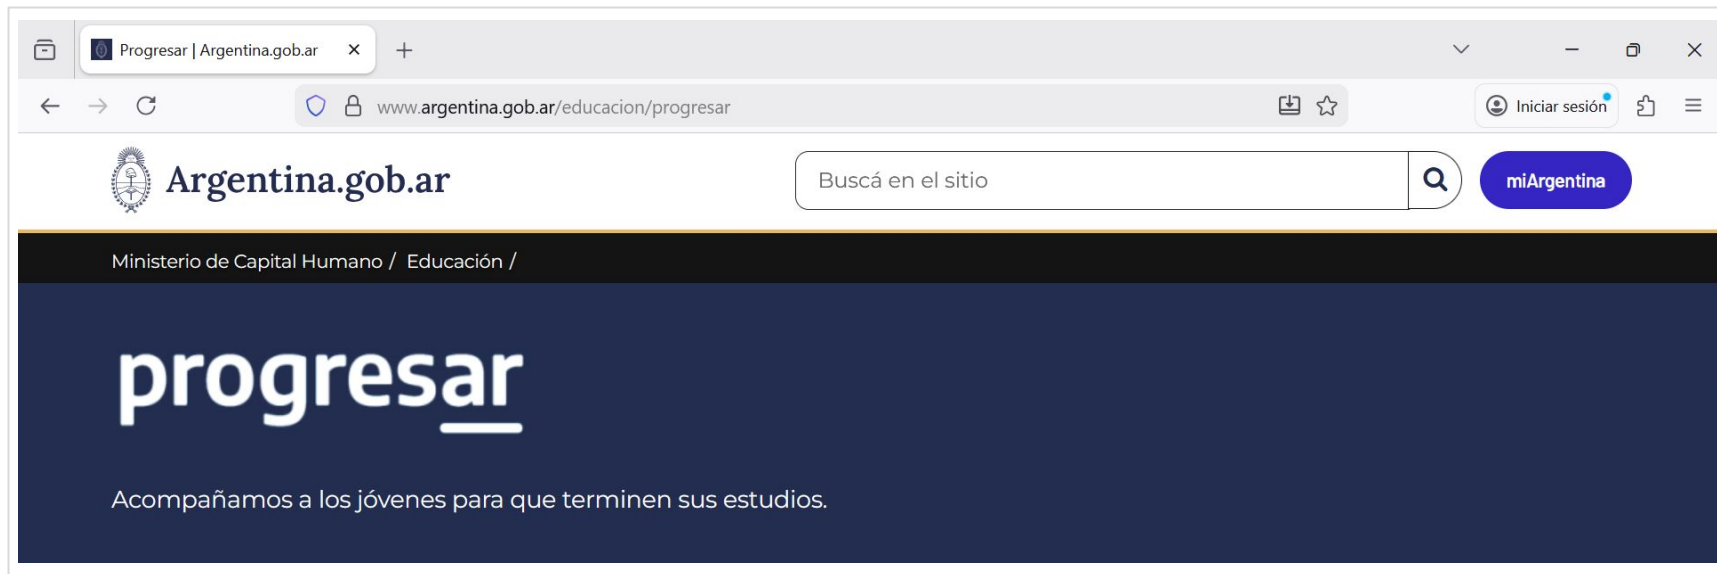 Progresar | Argentina.gob.ar
www.argentina.gob.ar/educacion/progresar
Iniciar sesión
Argentina.gob.ar
Buscá en el sitio
miArgentina
Ministerio de Capital Humano / Educación /
progresar
Acompañamos a los jóvenes para que terminen sus estudios.